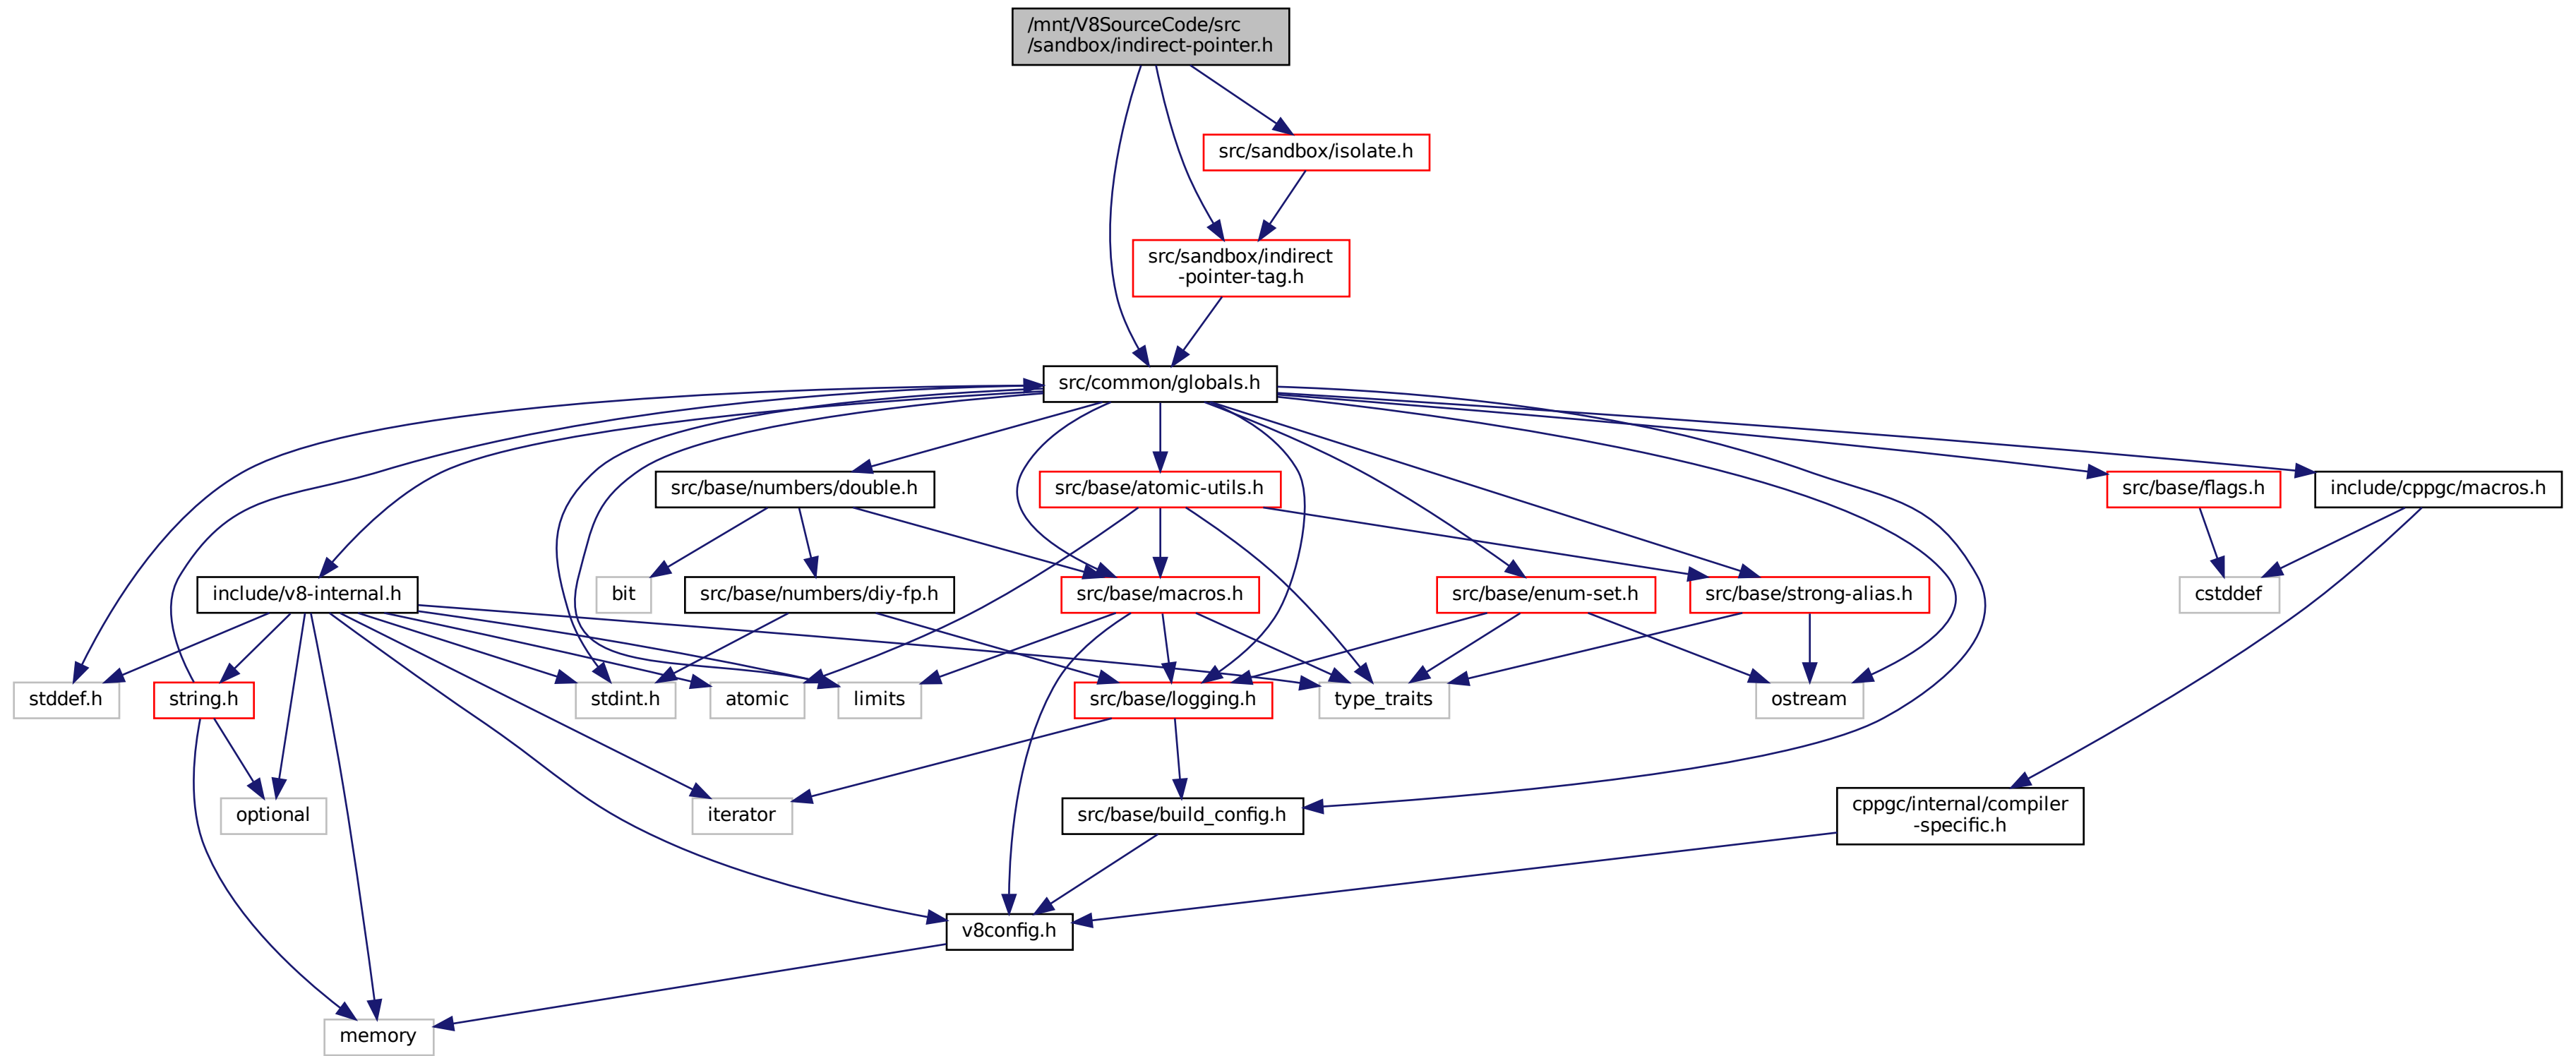 /mnt/V8SourceCode/src
/sandbox/indirect-pointer.h
src/sandbox/isolate.h
src/sandbox/indirect
-pointer-tag.h
src/common/globals.h
src/base/numbers/double.h
src/base/atomic-utils.h
src/base/flags.h
include/cppgc/macros.h
include/v8-internal.h
bit
src/base/numbers/diy-fp.h
src/base/macros.h
src/base/enum-set.h
src/base/strong-alias.h
cstddef
stddef.h
string.h
stdint.h
atomic
limits
src/base/logging.h
type_traits
ostream
optional
iterator
src/base/build_config.h
cppgc/internal/compiler
-specific.h
v8config.h
memory